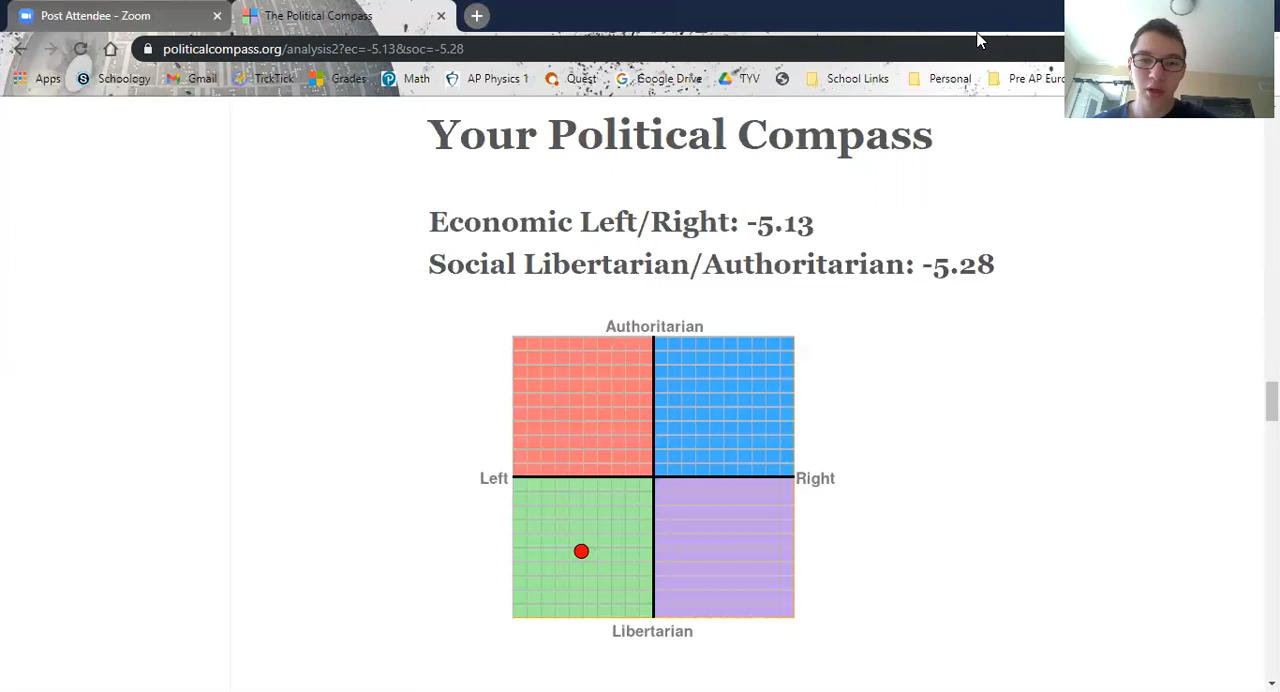 Post Attendee - Zoom
The Political Compass
politicalcompass.org/analysis2?ec=-5.13&soc=-5.28
Apps Schoology Gmail TickTick Grades Math AP Physics 1 Quest Google Drive TYV School Links Personal Pre AP Euro
Your Political Compass
Economic Left/Right: -5.13
Social Libertarian/Authoritarian: -5.28
Authoritarian
Left
Right
Libertarian